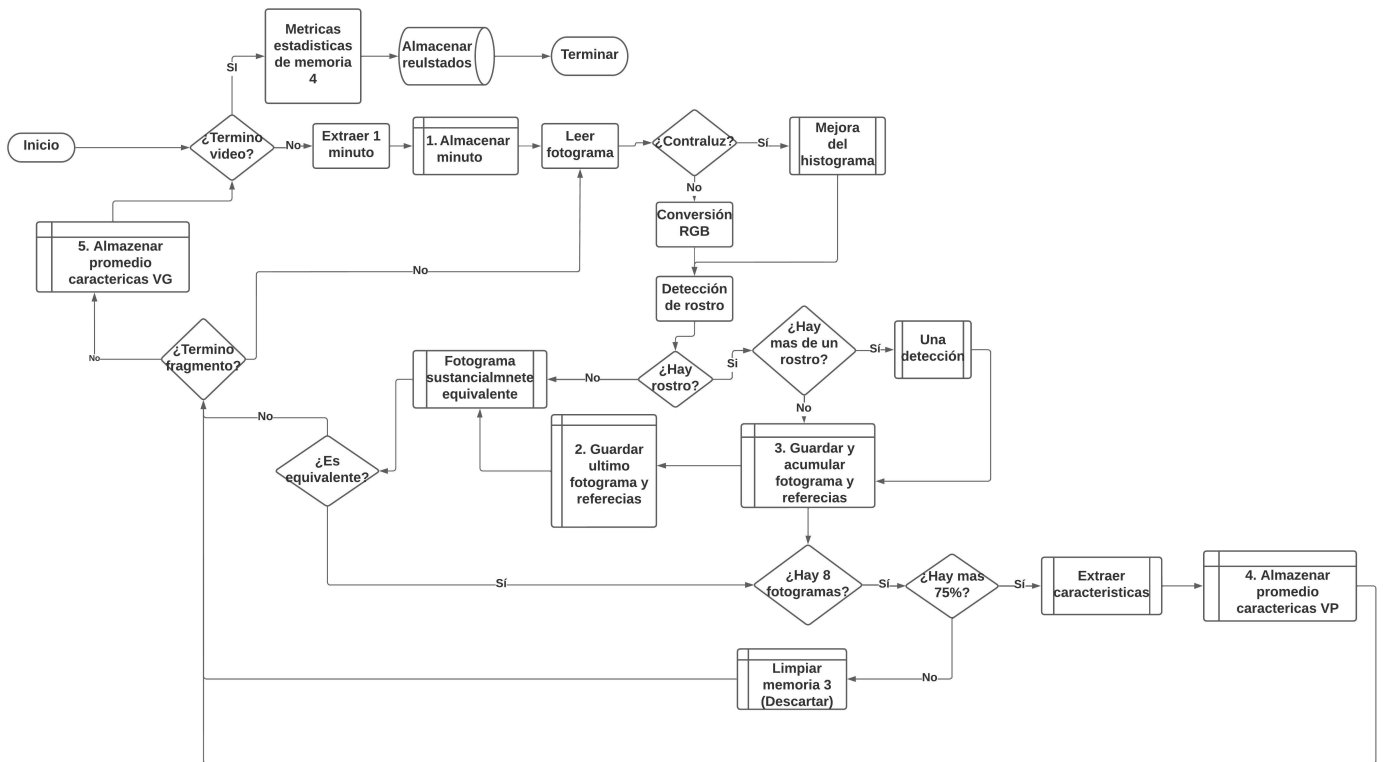 Metricas
estadisticas
de memoria
4
Almacenar
reulstados
Terminar
SI
Inicio
¿Termino
video?
No
Extraer 1
minuto
1. Almacenar
minuto
Leer
fotograma
¿Contraluz?
Sí
Mejora
del
histograma
No
Conversión
RGB
5. Almazenar
promedio
caractericas VG
No
Detección
de rostro
¿Termino
fragmento?
No
Fotograma
sustancialmnete
equivalente
No
¿Hay
rostro?
Si
¿Hay
mas de un
rostro?
Sí
Una
detección
No
No
¿Es
equivalente?
2. Guardar
ultimo
fotograma y
referecias
3. Guardar y
acumular
fotograma y
referecias
Sí
¿Hay 8
fotogramas?
Sí
¿Hay mas
75%?
Sí
Extraer
caracteristicas
4. Almazenar
promedio
caractericas VP
No
Limpiar
memoria 3
(Descartar)